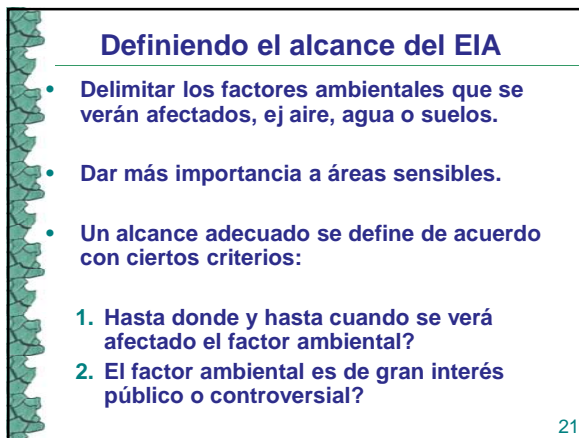 Definiendo el alcance del EIA
• Delimitar los factores ambientales que se
verán afectados, ej aire, agua o suelos.
• Dar más importancia a áreas sensibles.
• Un alcance adecuado se define de acuerdo
con ciertos criterios:
1. Hasta donde y hasta cuando se verá
afectado el factor ambiental?
2. El factor ambiental es de gran interés
público o controversial?
21